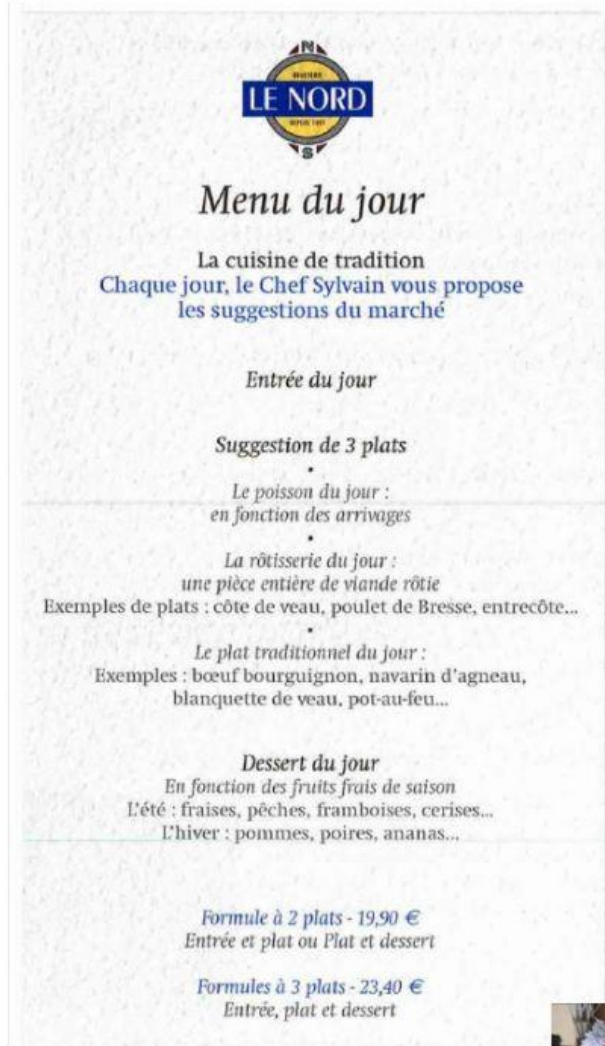 N
BRASSERIE
LE NORD
DEPUIS 1907
S
Menu du jour
La cuisine de tradition
Chaque jour, le Chef Sylvain vous propose
les suggestions du marché
Entrée du jour
Suggestion de 3 plats
•
Le poisson du jour :
en fonction des arrivages
•
La rôtisserie du jour :
une pièce entière de viande rôtie
Exemples de plats : côte de veau, poulet de Bresse, entrecôte...
•
Le plat traditionnel du jour :
Exemples : bœuf bourguignon, navarin d'agneau,
blanquette de veau, pot-au-feu...
Dessert du jour
En fonction des fruits frais de saison
L'été : fraises, pêches, framboises, cerises...
L'hiver : pommes, poires, ananas...
Formule à 2 plats - 19,90 €
Entrée et plat ou Plat et dessert
Formules à 3 plats - 23,40 €
Entrée, plat et dessert